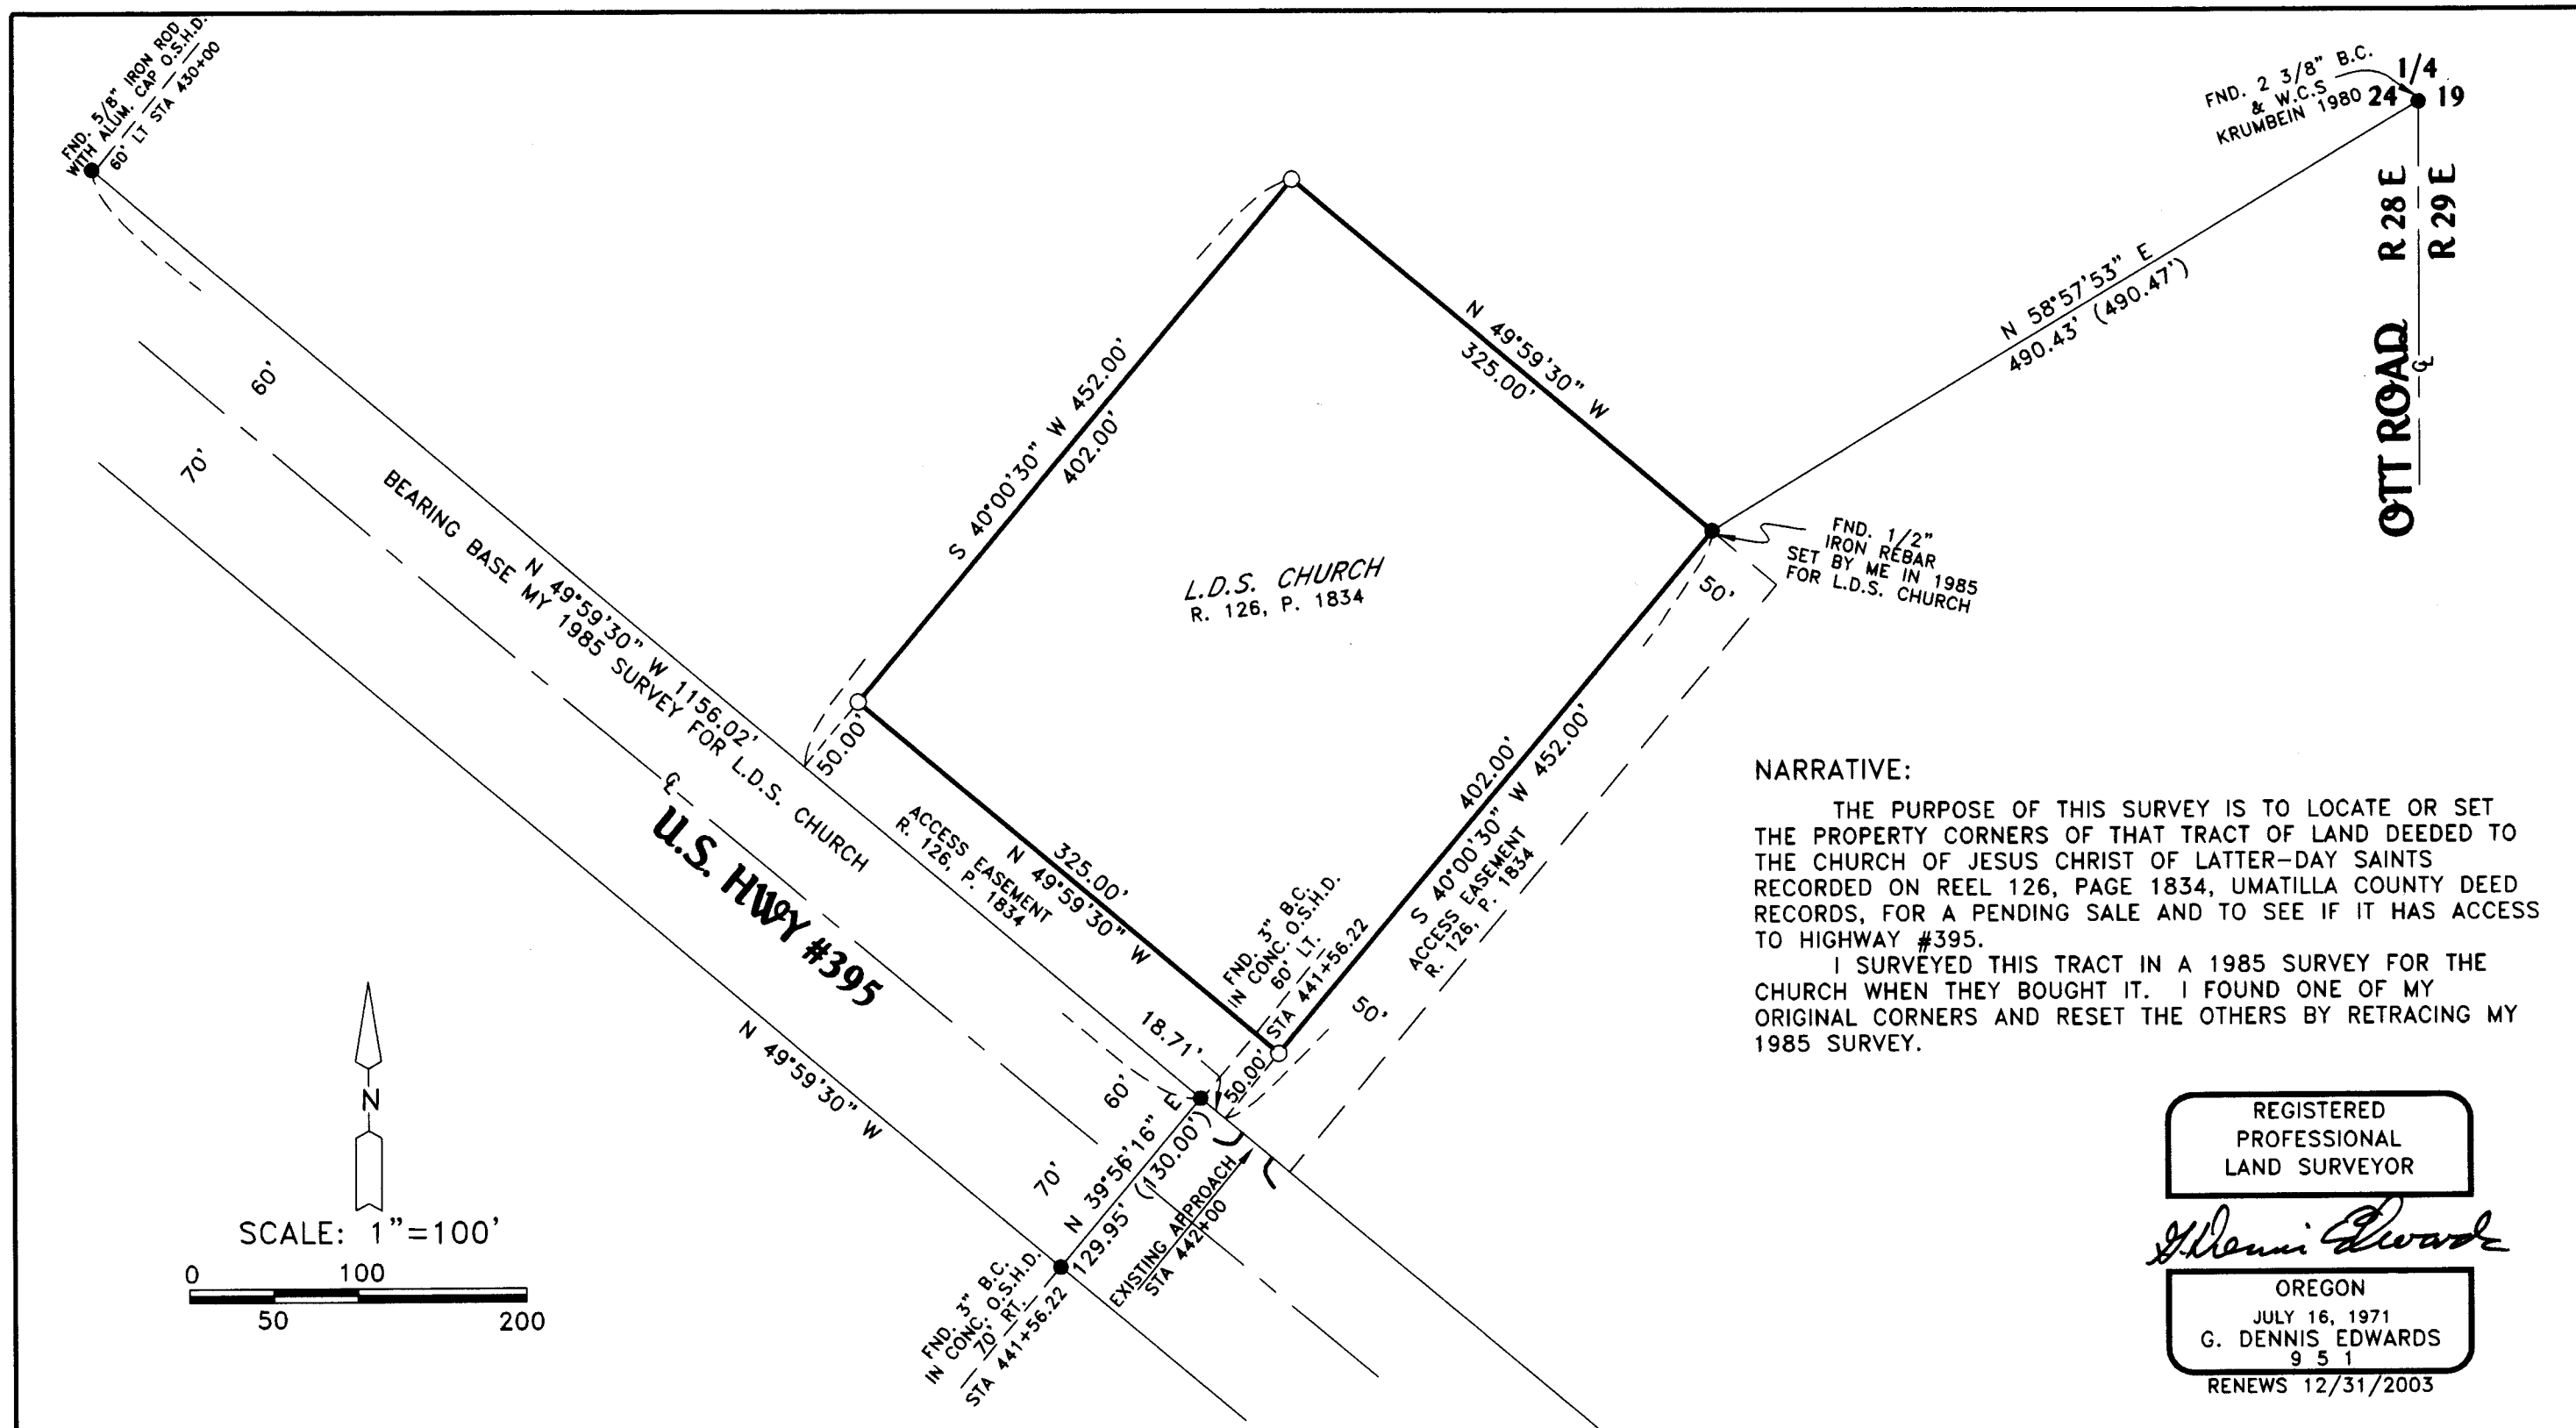 FND. 5/8" IRON ROD
WITH ALUM. CAP O.S.H.D.
60' LT STA 430+00
FND. 2 3/8" B.C.
& W.C.S
KRUMBEIN 1980
1/4
24 19
R 28 E
R 29 E
OTT ROAD
℄
N 58°57'53" E
490.43' (490.47')
N 49°59'30" W
325.00'
S 40°00'30" W 452.00'
402.00'
60'
70'
BEARING BASE MY 1985 SURVEY FOR L.D.S. CHURCH
N 49°59'30" W 1156.02'
L.D.S. CHURCH
R. 126, P. 1834
FND. 1/2"
IRON REBAR
SET BY ME IN 1985
FOR L.D.S. CHURCH
50'
50.00'
℄
U.S. HWY #395
ACCESS EASEMENT
R. 126, P. 1834
325.00'
N 49°59'30" W
402.00'
S 40°00'30" W 452.00'
ACCESS EASEMENT
R. 126, P. 1834
50'
FND. 3" B.C.
IN CONC. O.S.H.D.
60' LT.
STA 441+56.22
18.71'
50.00'
N 49°59'30" W
60'
70'
N 39°56'16" E
129.95' (130.00')
EXISTING APPROACH
STA 442+00
FND. 3" B.C.
IN CONC. O.S.H.D.
70' RT.
STA 441+56.22
N
SCALE: 1"=100'
0 100
50 200
NARRATIVE:
THE PURPOSE OF THIS SURVEY IS TO LOCATE OR SET
THE PROPERTY CORNERS OF THAT TRACT OF LAND DEEDED TO
THE CHURCH OF JESUS CHRIST OF LATTER-DAY SAINTS
RECORDED ON REEL 126, PAGE 1834, UMATILLA COUNTY DEED
RECORDS, FOR A PENDING SALE AND TO SEE IF IT HAS ACCESS
TO HIGHWAY #395.
I SURVEYED THIS TRACT IN A 1985 SURVEY FOR THE
CHURCH WHEN THEY BOUGHT IT. I FOUND ONE OF MY
ORIGINAL CORNERS AND RESET THE OTHERS BY RETRACING MY
1985 SURVEY.
REGISTERED
PROFESSIONAL
LAND SURVEYOR
G. Dennis Edwards
OREGON
JULY 16, 1971
G. DENNIS EDWARDS
9 5 1
RENEWS 12/31/2003